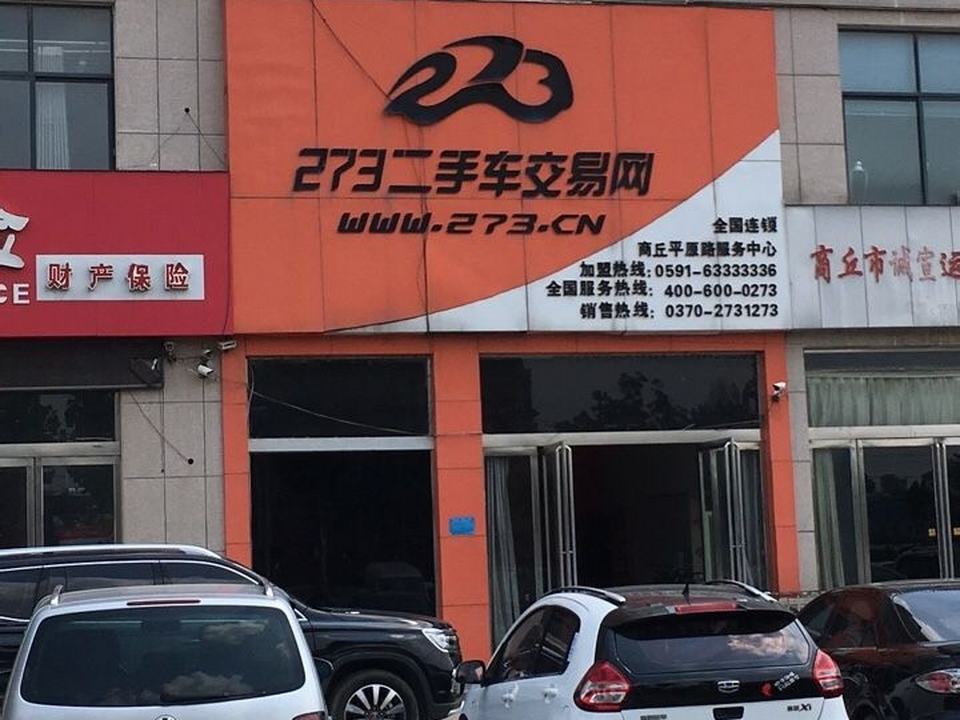 273
273二手车交易网
WWW.273.CN
全国连锁
商丘平原路服务中心
加盟热线:0591-63333336
全国服务热线: 400-600-0273
销售热线: 0370-2731273
财产保险
CE
商丘市诚宣运